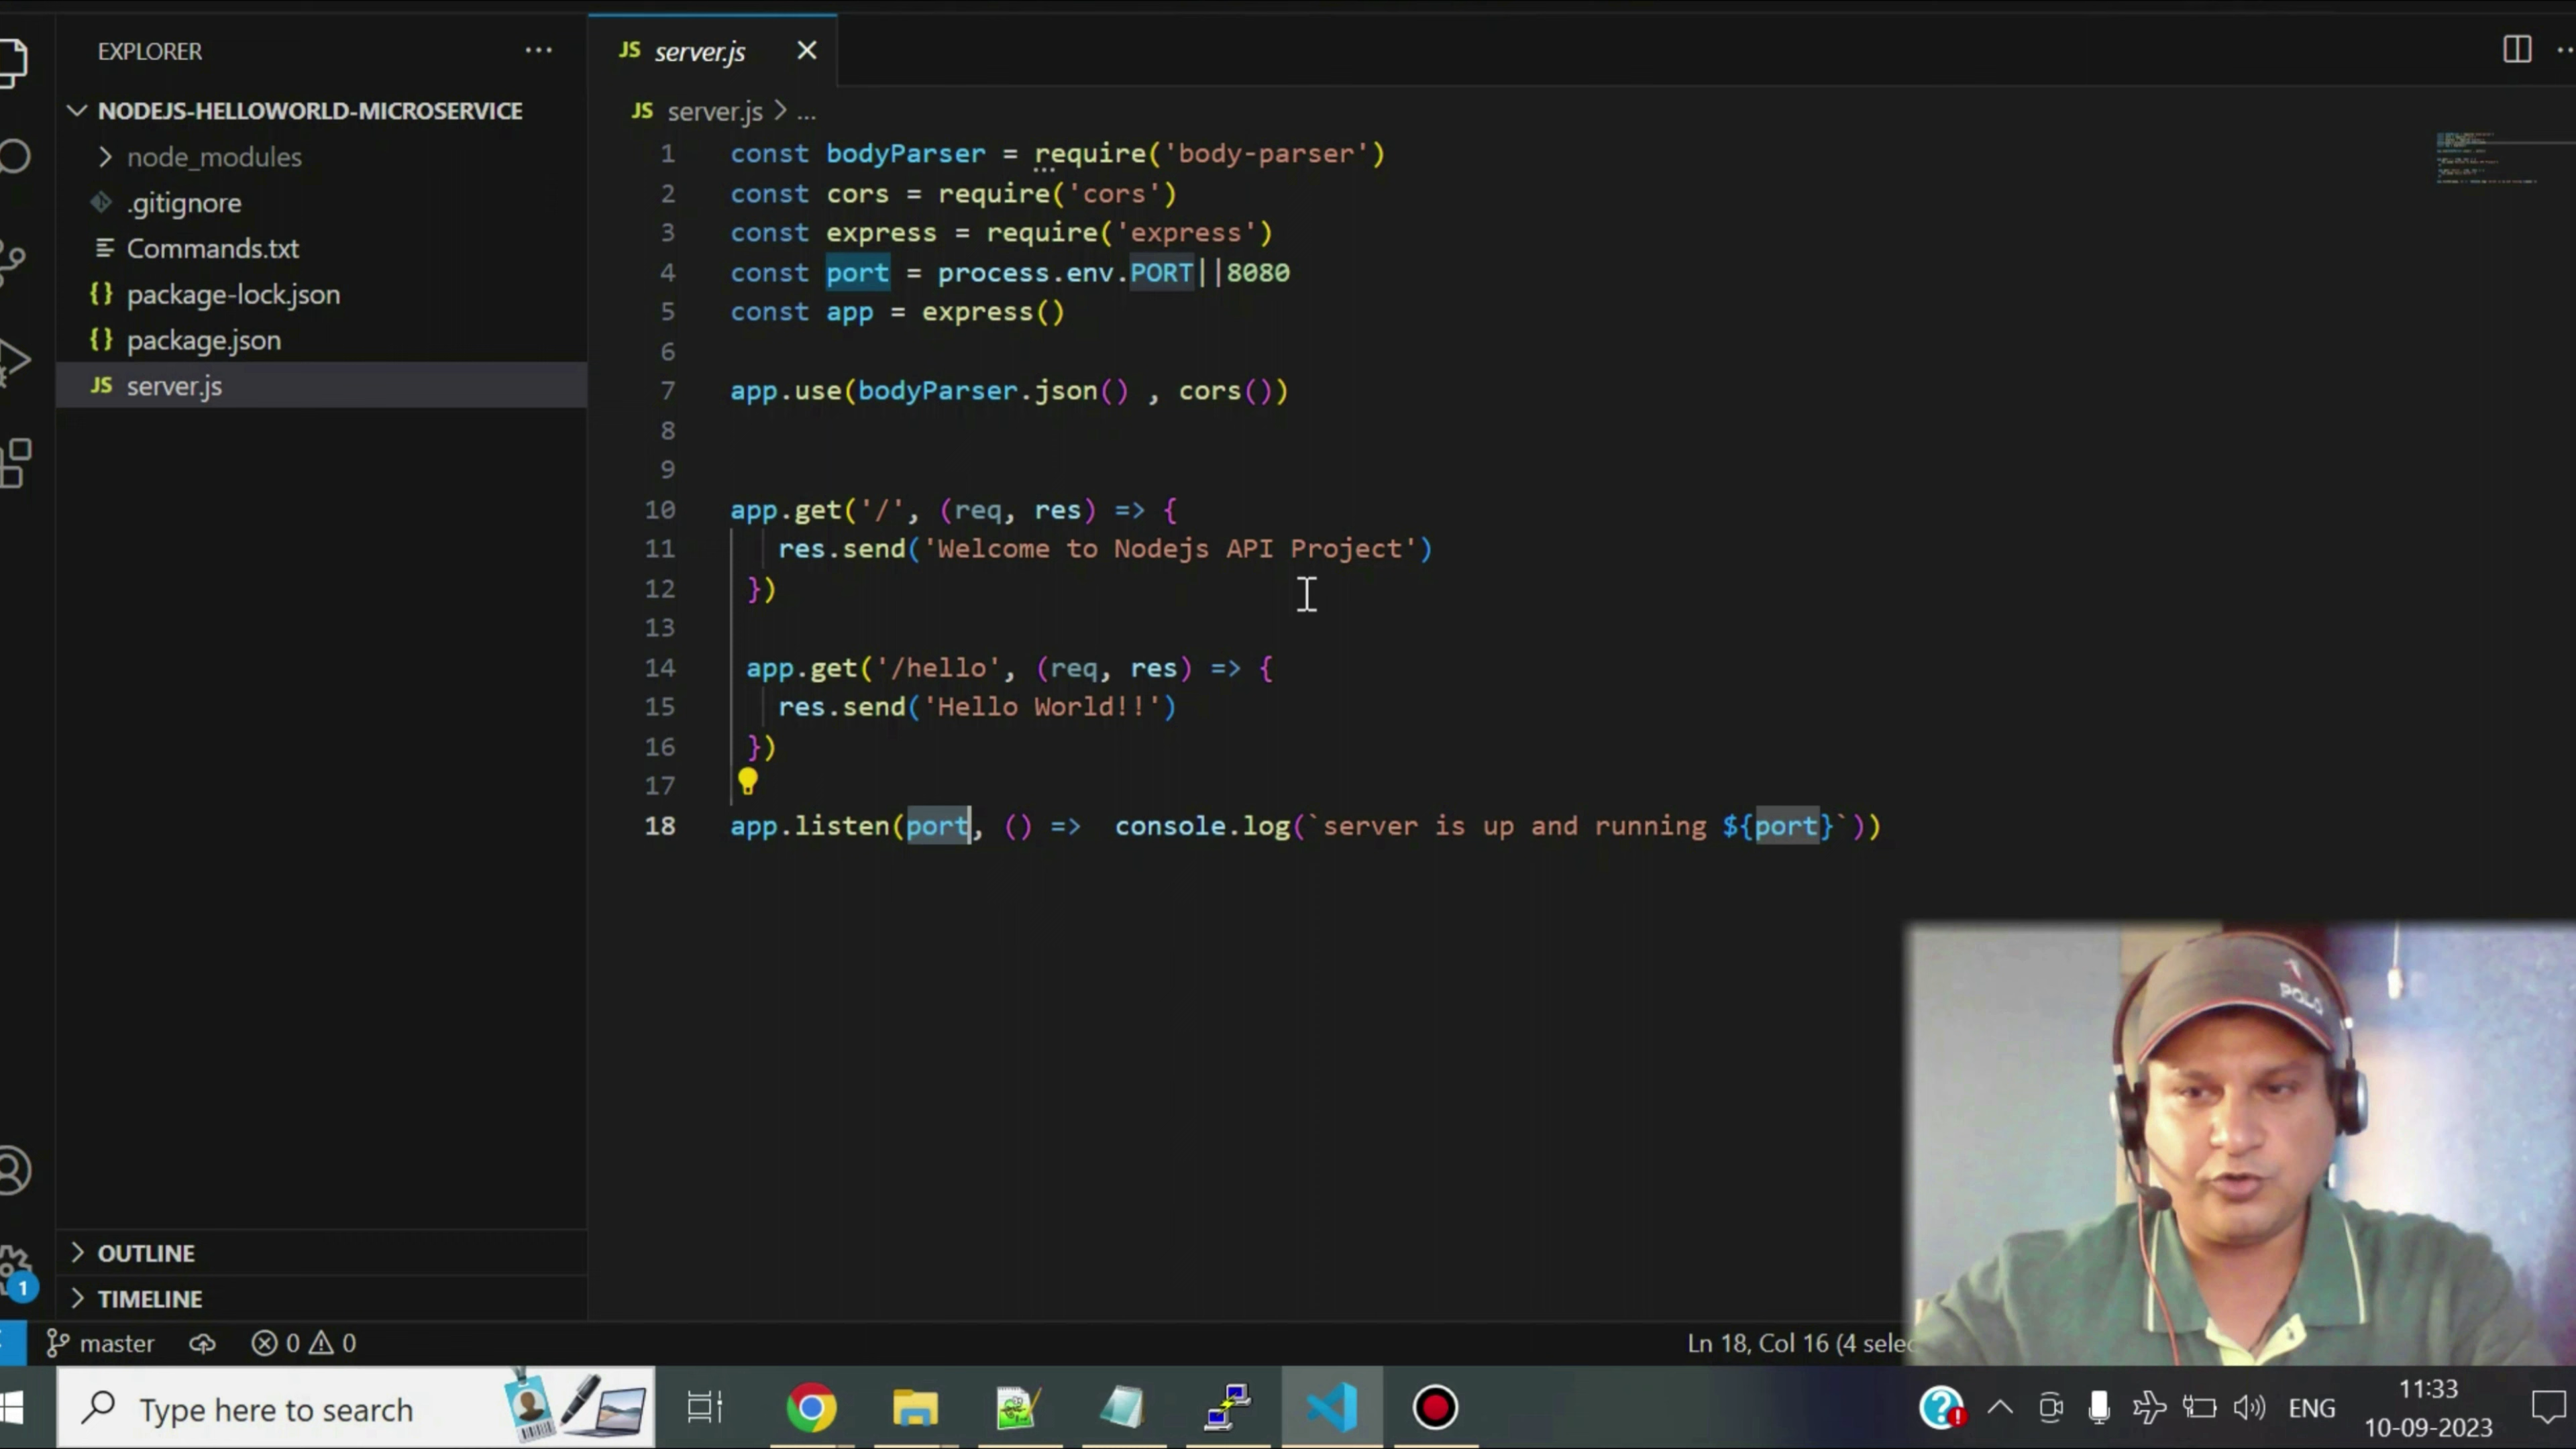 EXPLORER
NODEJS-HELLOWORLD-MICROSERVICE
node_modules
.gitignore
Commands.txt
package-lock.json
package.json
JS server.js
OUTLINE
TIMELINE
JS server.js
JS server.js > ...
1 const bodyParser = require('body-parser')
2 const cors = require('cors')
3 const express = require('express')
4 const port = process.env.PORT||8080
5 const app = express()
6
7 app.use(bodyParser.json() , cors())
8
9
10 app.get('/', (req, res) => {
11 res.send('Welcome to Nodejs API Project')
12 })
13
14 app.get('/hello', (req, res) => {
15 res.send('Hello World!!')
16 })
17
18 app.listen(port, () =>  console.log(`server is up and running ${port}`))
POLO
1
master 0 0
Ln 18, Col 16 (4 selec
Type here to search
ENG
11:33
10-09-2023